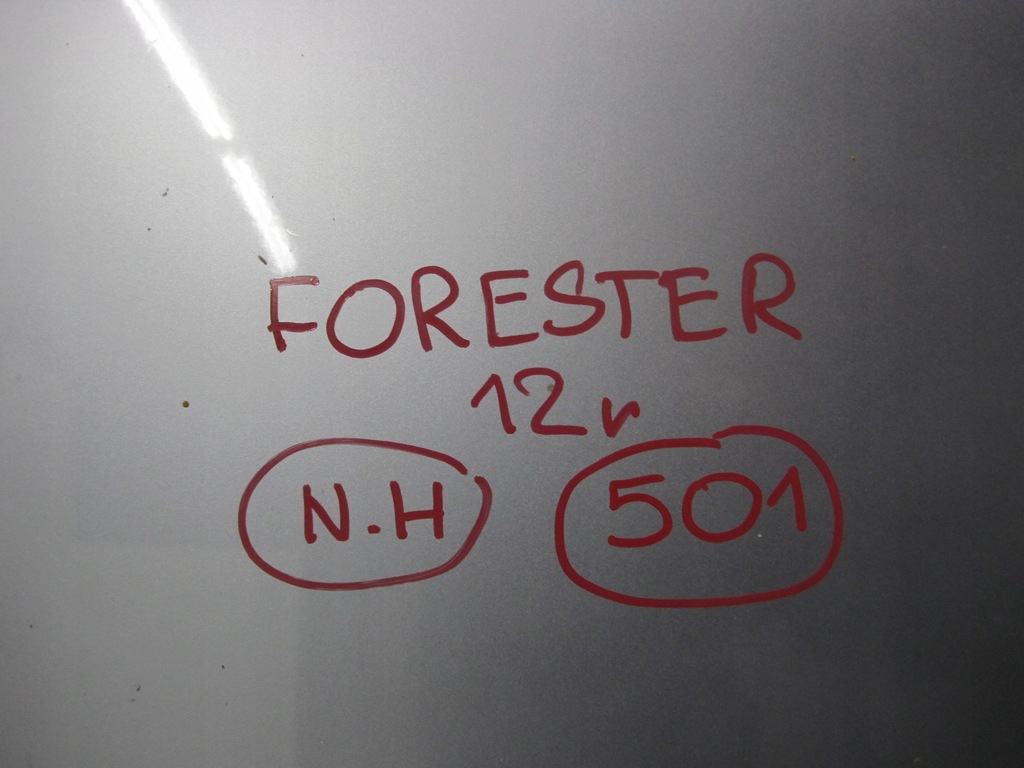 FORESTER
12r
N.H 501